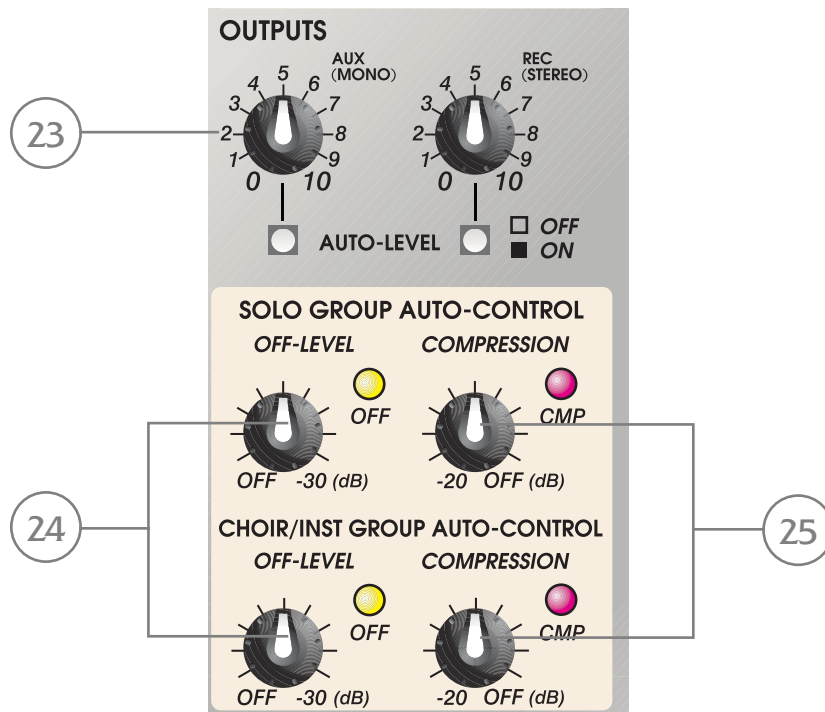 OUTPUTS
AUX
(MONO)
REC
(STEREO)
0 1 2 3 4 5 6 7 8 9 10
0 1 2 3 4 5 6 7 8 9 10
23
AUTO-LEVEL
OFF
ON
SOLO GROUP AUTO-CONTROL
OFF-LEVEL COMPRESSION
OFF CMP
OFF -30 (dB) -20 OFF (dB)
24
25
CHOIR/INST GROUP AUTO-CONTROL
OFF-LEVEL COMPRESSION
OFF CMP
OFF -30 (dB) -20 OFF (dB)